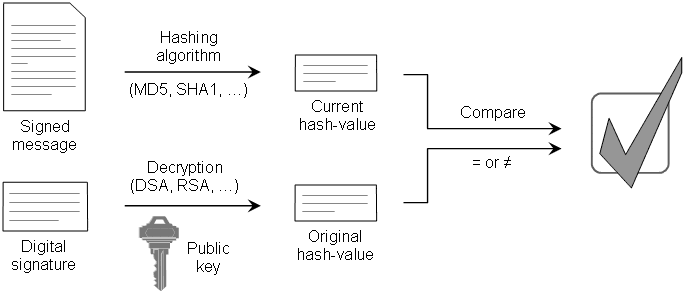 Signed
message
Hashing
algorithm
(MD5, SHA1, ...)
Current
hash-value
Compare
= or ≠
Digital
signature
Decryption
(DSA, RSA, ...)
Public
key
Original
hash-value